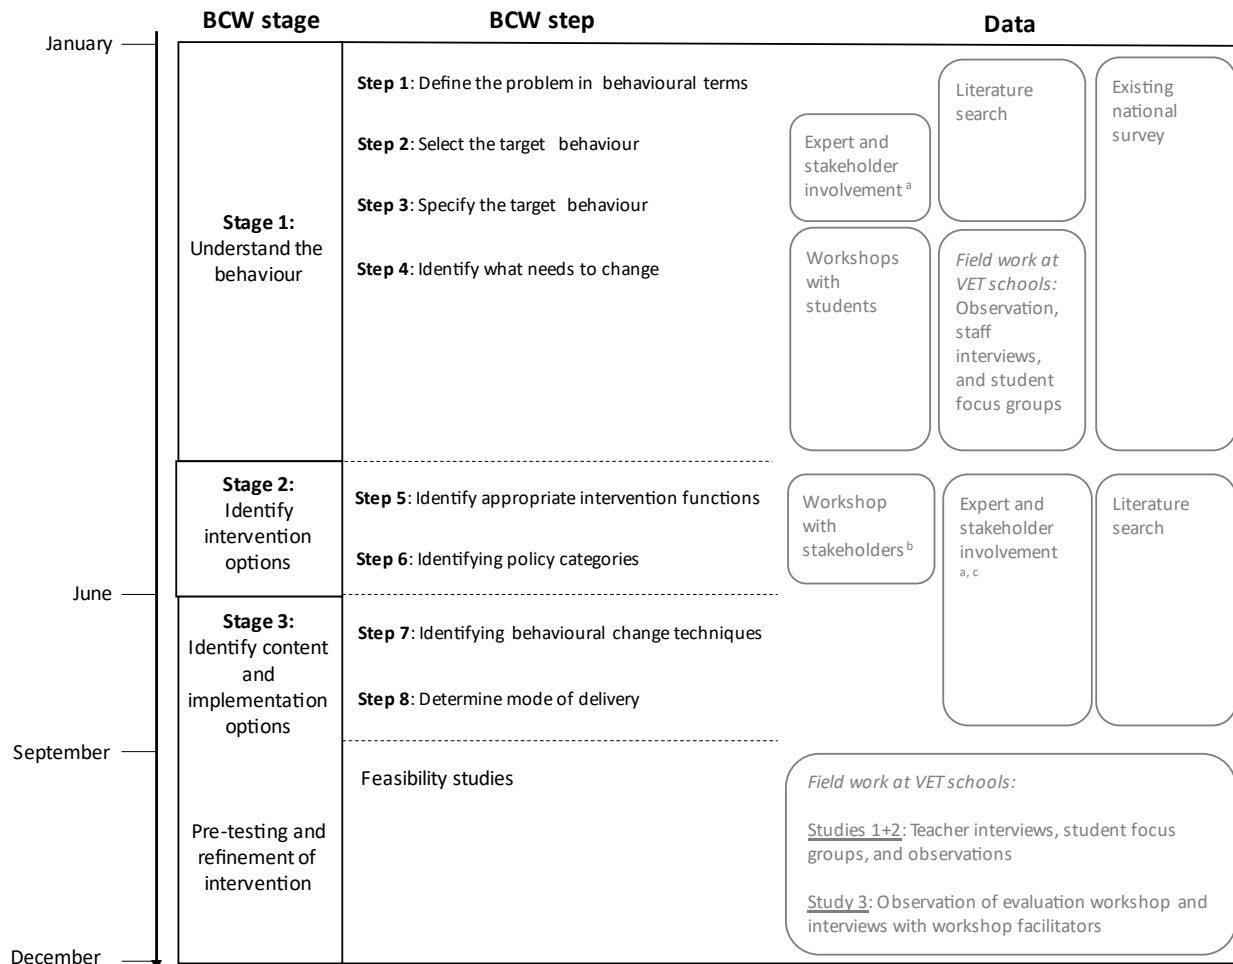 BCW stage
BCW step
Data
January
Step 1: Define the problem in behavioural terms
Step 2: Select the target behaviour
Step 3: Specify the target behaviour
Step 4: Identify what needs to change
Stage 1:
Understand the
behaviour
Expert and
stakeholder
involvement a
Literature
search
Existing
national
survey
Workshops
with
students
Field work at
VET schools:
Observation,
staff
interviews,
and student
focus groups
Stage 2:
Identify
intervention
options
Step 5: Identify appropriate intervention functions
Step 6: Identifying policy categories
Workshop
with
stakeholders b
Expert and
stakeholder
involvement
a, c
Literature
search
June
Stage 3:
Identify content
and
implementation
options
Step 7: Identifying behavioural change techniques
Step 8: Determine mode of delivery
September
Pre-testing and
refinement of
intervention
Feasibility studies
Field work at VET schools:
Studies 1+2: Teacher interviews, student focus
groups, and observations
Study 3: Observation of evaluation workshop and
interviews with workshop facilitators
December